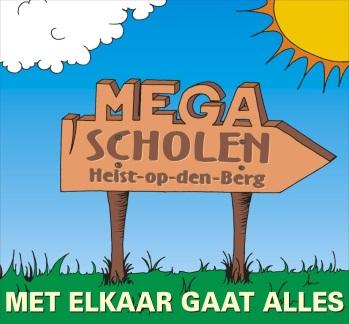 MEGA
SCHOLEN
Heist-op-den-Berg
MET ELKAAR GAAT ALLES